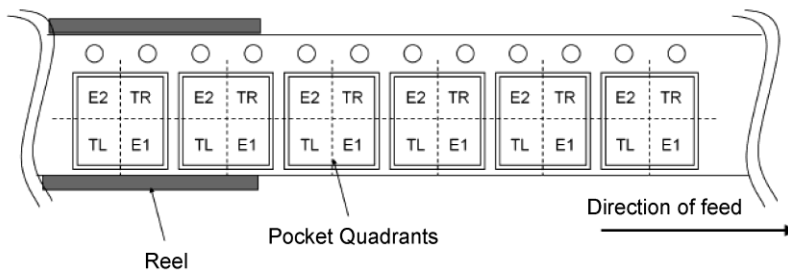 E2 TR E2 TR E2 TR E2 TR E2 TR E2 TR
TL E1 TL E1 TL E1 TL E1 TL E1 TL E1
Direction of feed
Pocket Quadrants
Reel